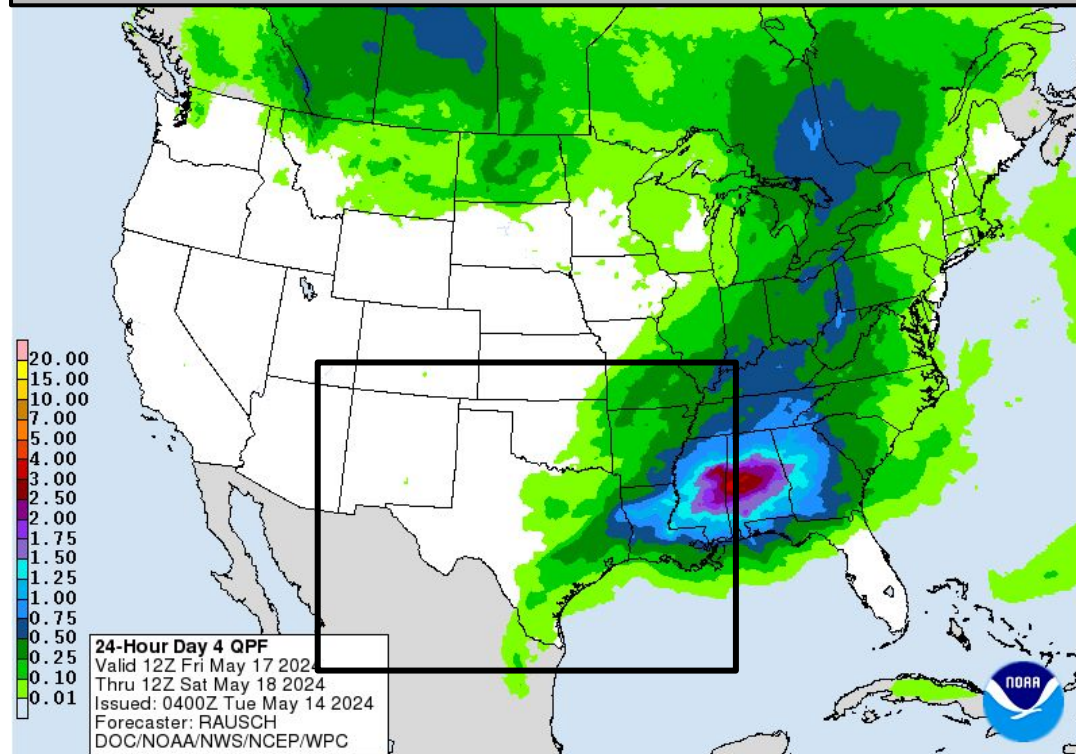 20.00
15.00
10.00
7.00
5.00
4.00
3.00
2.50
2.00
1.75
1.50
1.25
1.00
0.75
0.50
0.25
0.10
0.01
24-Hour Day 4 QPF
Valid 12Z Fri May 17 2024
Thru 12Z Sat May 18 2024
Issued: 0400Z Tue May 14 2024
Forecaster: RAUSCH
DOC/NOAA/NWS/NCEP/WPC
NOAA